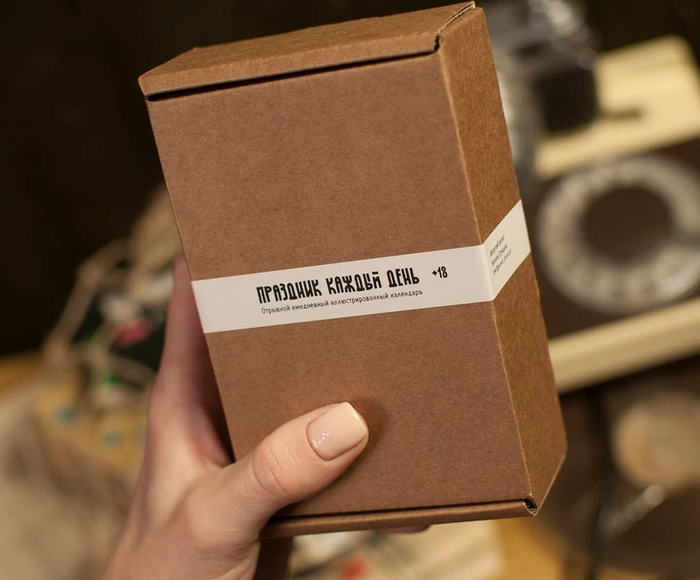 ПРАЗДНИК КАЖДЫЙ ДЕНЬ +18
Отрывной ежедневный иллюстрированный календарь